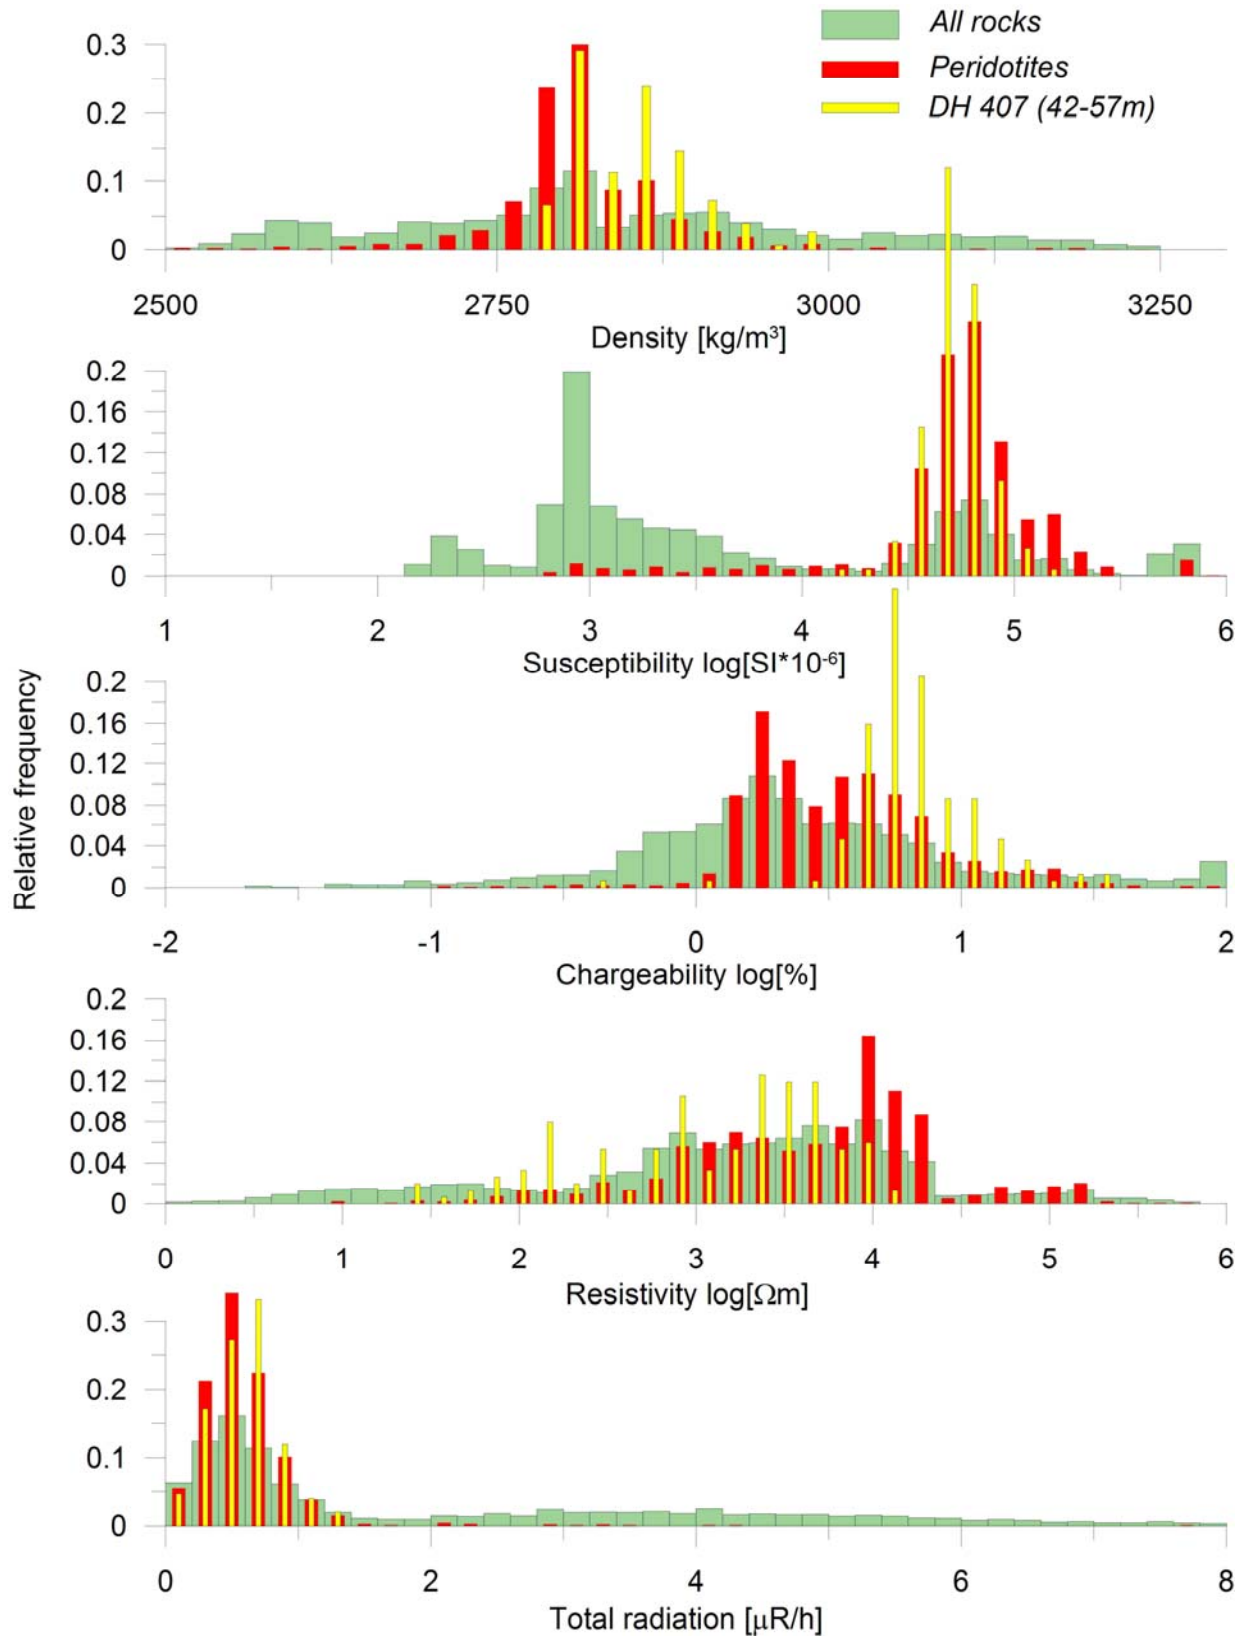 All rocks
Peridotites
DH 407 (42-57m)
0.3
0.2
0.1
0
2500 2750 3000 3250
Density [kg/m³]
0.2
0.16
0.12
0.08
0.04
0
1 2 3 4 5 6
Susceptibility log[SI*10⁻⁶]
Relative frequency
0.2
0.16
0.12
0.08
0.04
0
-2 -1 0 1 2
Chargeability log[%]
0.2
0.16
0.12
0.08
0.04
0
0 1 2 3 4 5 6
Resistivity log[Ωm]
0.3
0.2
0.1
0
0 2 4 6 8
Total radiation [μR/h]